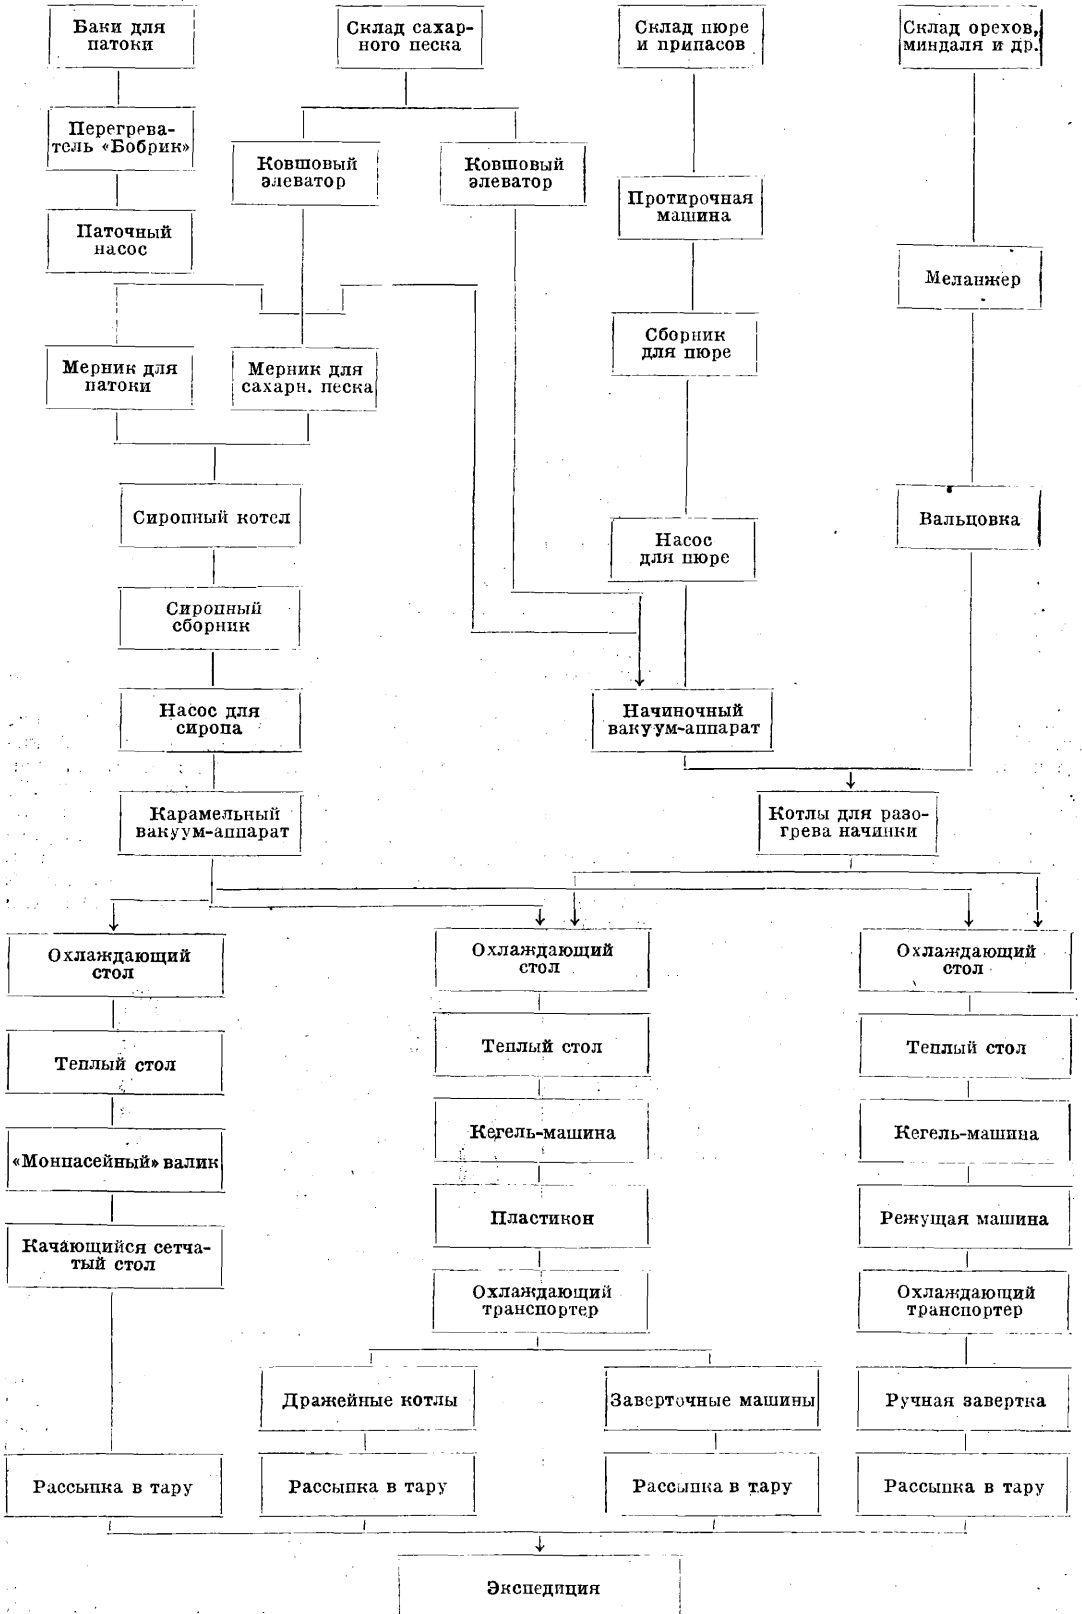 Баки для
патоки
Склад сахар-
ного песка
Склад пюре
и припасов
Склад орехов,
миндаля и др.
Перегрева-
тель «Бобрик»
Ковшовый
элеватор
Ковшовый
элеватор
Протирочная
машина
Паточный
насос
Меланжер
Мерник для
патоки
Мерник для
сахарн. песка
Сборник
для пюре
Сиропный котел
Насос
для пюре
Вальцовка
Сиропный
сборник
Насос для
сиропа
Начиночный
вакуум-аппарат
Карамельный
вакуум-аппарат
Котлы для разо-
грева начинки
Охлаждающий
стол
Охлаждающий
стол
Охлаждающий
стол
Теплый стол
Теплый стол
Теплый стол
«Монпасейный» валик
Кегель-машина
Кегель-машина
Качающийся сетча-
тый стол
Пластикон
Режущая машина
Охлаждающий
транспортер
Охлаждающий
транспортер
Дражейные котлы
Заверточные машины
Ручная завертка
Рассыпка в тару
Рассыпка в тару
Рассыпка в тару
Рассыпка в тару
Экспедиция